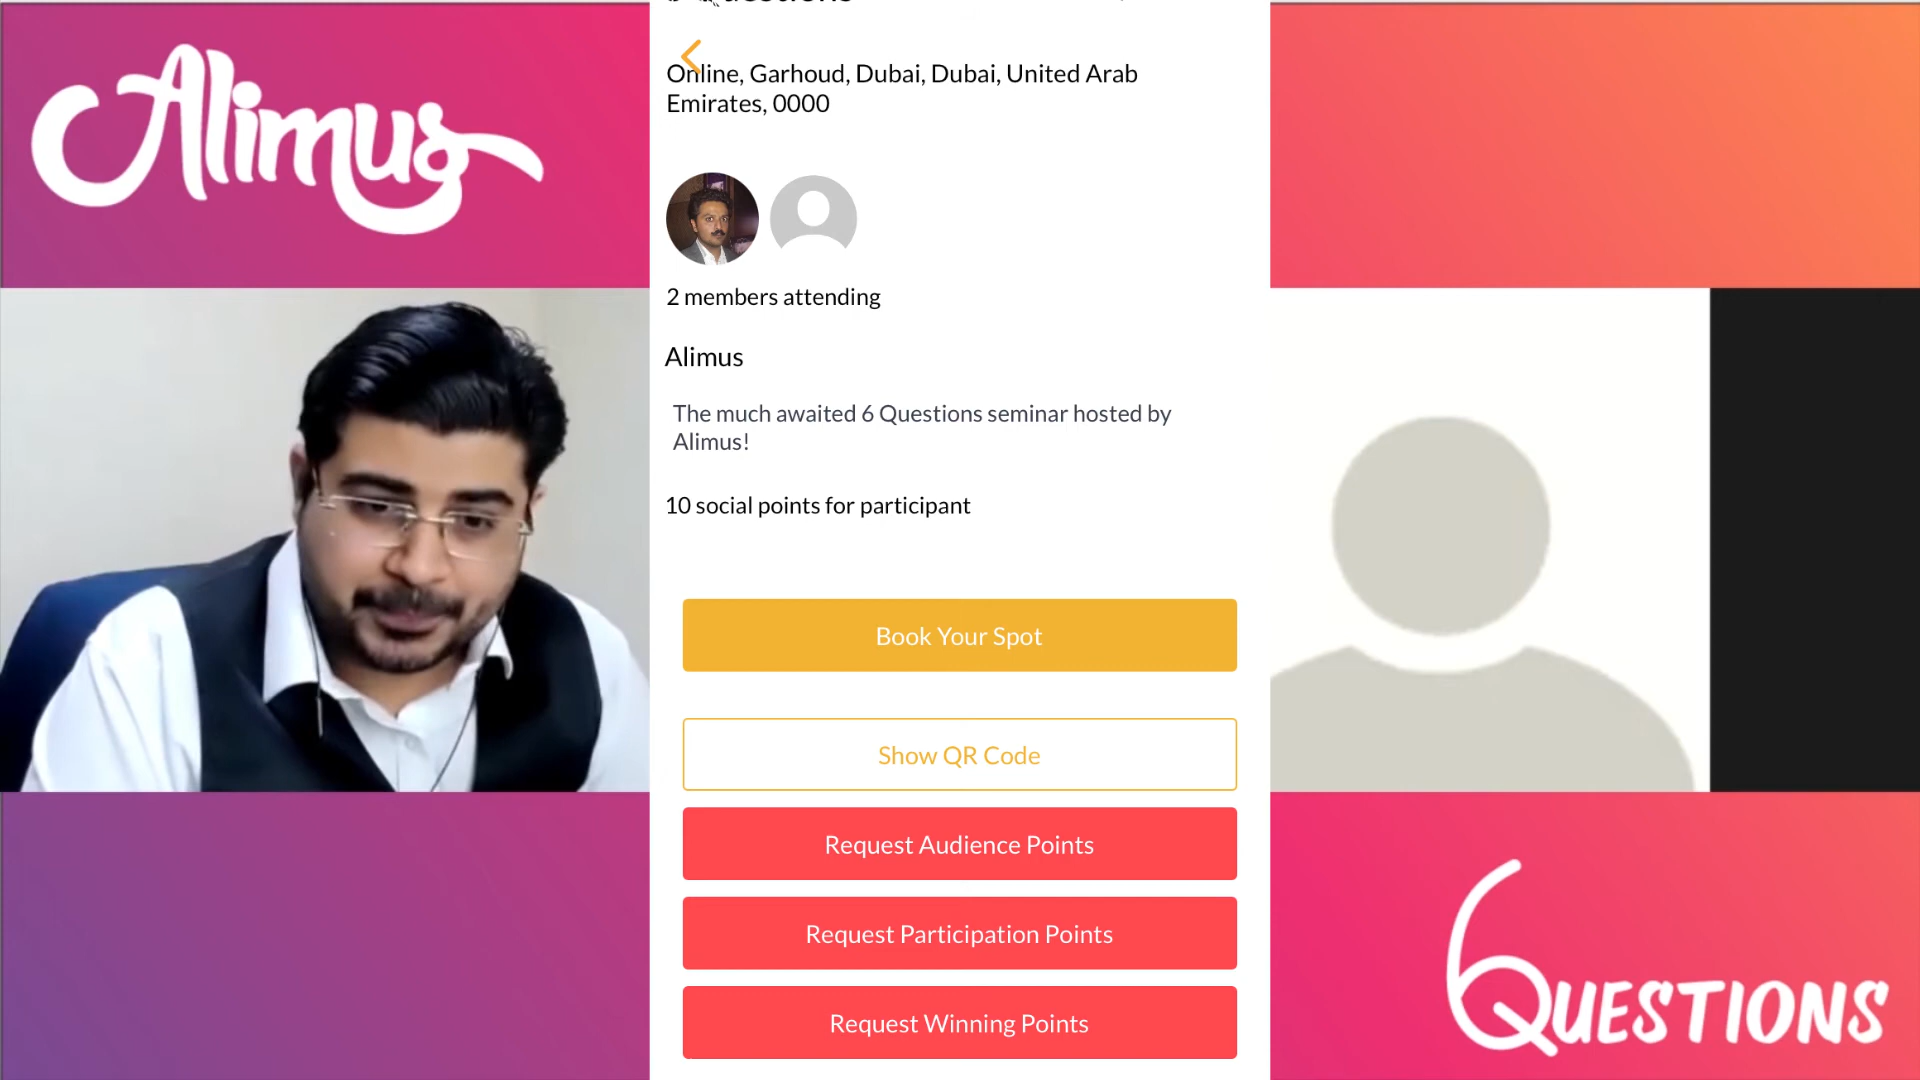 Alimus
Online, Garhoud, Dubai, Dubai, United Arab
Emirates, 0000
2 members attending
Alimus
The much awaited 6 Questions seminar hosted by
Alimus!
10 social points for participant
Book Your Spot
Show QR Code
Request Audience Points
Request Participation Points
Request Winning Points
6 QUESTIONS